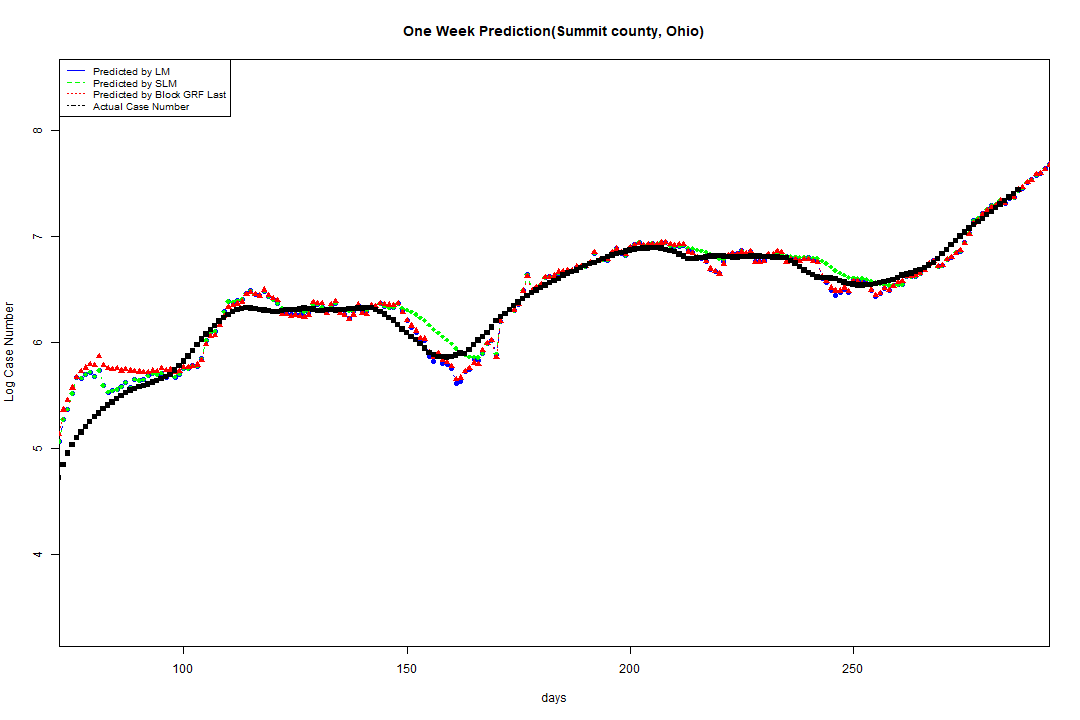 One Week Prediction(Summit county, Ohio)
Predicted by LM
Predicted by SLM
Predicted by Block GRF Last
Actual Case Number
8
7
6
5
4
Log Case Number
100 150 200 250
days